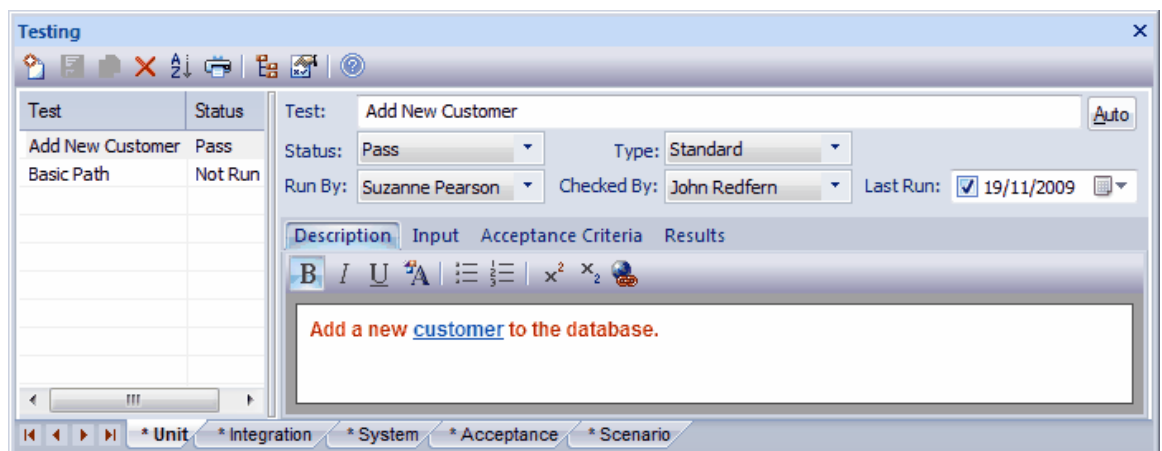 Testing
Test Status
Add New Customer Pass
Basic Path Not Run
Test: Add New Customer Auto
Status: Pass Type: Standard
Run By: Suzanne Pearson Checked By: John Redfern Last Run: 19/11/2009
Description Input Acceptance Criteria Results
B I U A x² x₂
Add a new customer to the database.
* Unit * Integration * System * Acceptance * Scenario